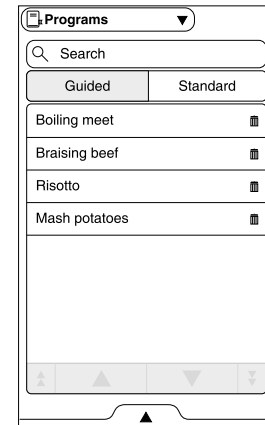 Programs
Search
Guided Standard
Boiling meet
Braising beef
Risotto
Mash potatoes